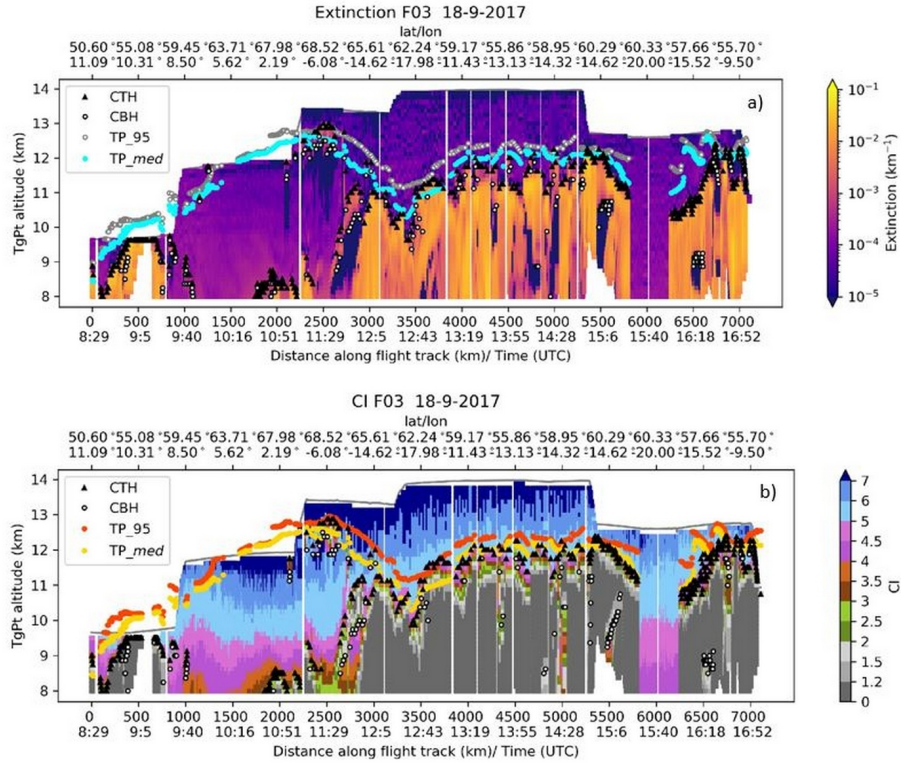 Extinction F03 18-9-2017
lat/lon
50.60 °55.08 °59.45 °63.71 °67.98 °68.52 °65.61 °62.24 °59.17 °55.86 °58.95 °60.29 °60.33 °57.66 °55.70 °
11.09 °10.31 ° 8.50 ° 5.62 ° 2.19 ° -6.08 °-14.62 °-17.98 °-11.43 °-13.13 °-14.32 °-14.62 °-20.00 °-15.52 ° -9.50 °
a)
CTH
CBH
TP_95
TP_med
TgPt altitude (km)
14
13
12
11
10
9
8
0 500 1000 1500 2000 2500 3000 3500 4000 4500 5000 5500 6000 6500 7000
8:29 9:5 9:40 10:16 10:51 11:29 12:5 12:43 13:19 13:55 14:28 15:6 15:40 16:18 16:52
Distance along flight track (km)/ Time (UTC)
10⁻¹
10⁻²
10⁻³
10⁻⁴
10⁻⁵
Extinction (km⁻¹)
CI F03 18-9-2017
lat/lon
50.60 °55.08 °59.45 °63.71 °67.98 °68.52 °65.61 °62.24 °59.17 °55.86 °58.95 °60.29 °60.33 °57.66 °55.70 °
11.09 °10.31 ° 8.50 ° 5.62 ° 2.19 ° -6.08 °-14.62 °-17.98 °-11.43 °-13.13 °-14.32 °-14.62 °-20.00 °-15.52 ° -9.50 °
b)
CTH
CBH
TP_95
TP_med
TgPt altitude (km)
14
13
12
11
10
9
8
0 500 1000 1500 2000 2500 3000 3500 4000 4500 5000 5500 6000 6500 7000
8:29 9:5 9:40 10:16 10:51 11:29 12:5 12:43 13:19 13:55 14:28 15:6 15:40 16:18 16:52
Distance along flight track (km)/ Time (UTC)
7
6
5
4.5
4
3.5
3
2.5
2
1.5
1.2
0
CI